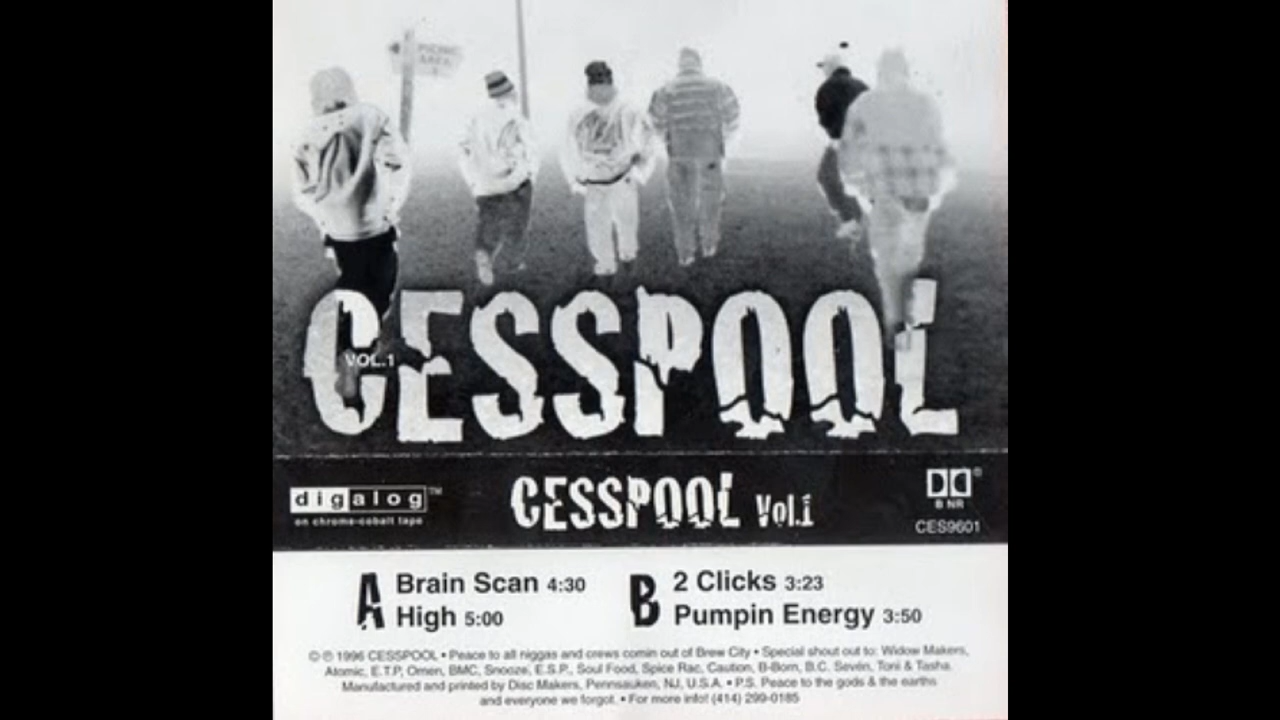 PICNIC
AREA
VOL.1
CESSPOOL
digalog™
on chrome-cobalt tape
CESSPOOL Vol.1
B NR
CES9601
A Brain Scan 4:30
High 5:00
B 2 Clicks 3:23
Pumpin Energy 3:50
© ℗ 1996 CESSPOOL • Peace to all niggas and crews comin out of Brew City • Special shout out to: Widow Makers,
Atomic, E.T.P, Omen, BMC, Snooze, E.S.P., Soul Food, Spice Rac, Caution, B-Born, B.C. Sevén, Toni & Tasha.
Manufactured and printed by Disc Makers, Pennsauken, NJ, U.S.A. • P.S. Peace to the gods & the earths
and everyone we forgot. • For more info! (414) 299-0185